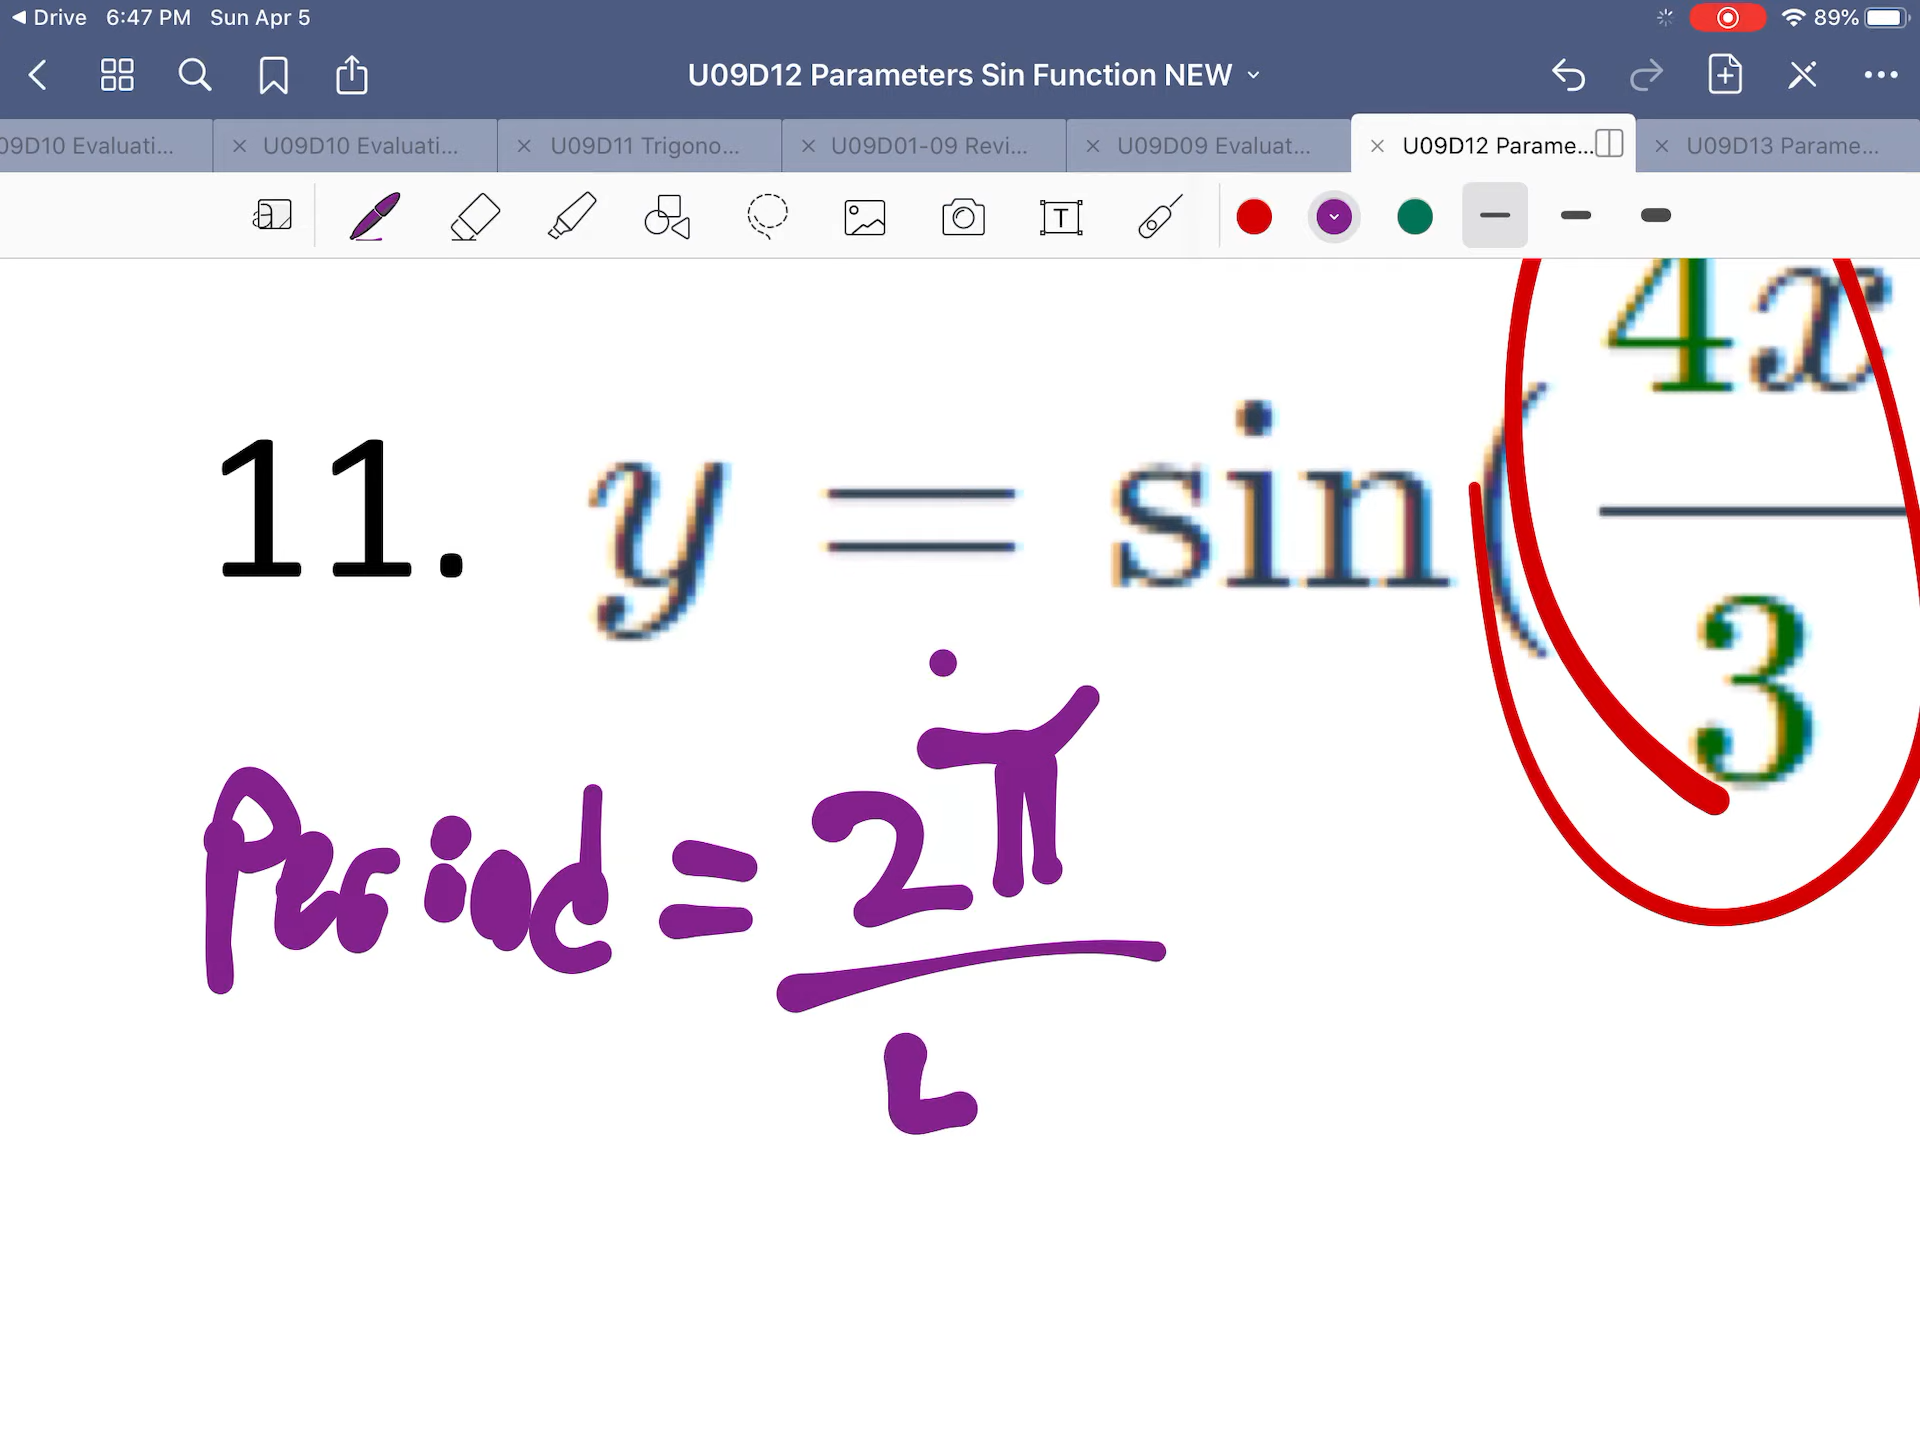 Drive 6:47 PM Sun Apr 5 89%
U09D12 Parameters Sin Function NEW
09D10 Evaluati... U09D10 Evaluati... U09D11 Trigono... U09D01-09 Revi... U09D09 Evaluat... U09D12 Parame... U09D13 Parame...
11. y = sin(4x/3
Period = 2π/